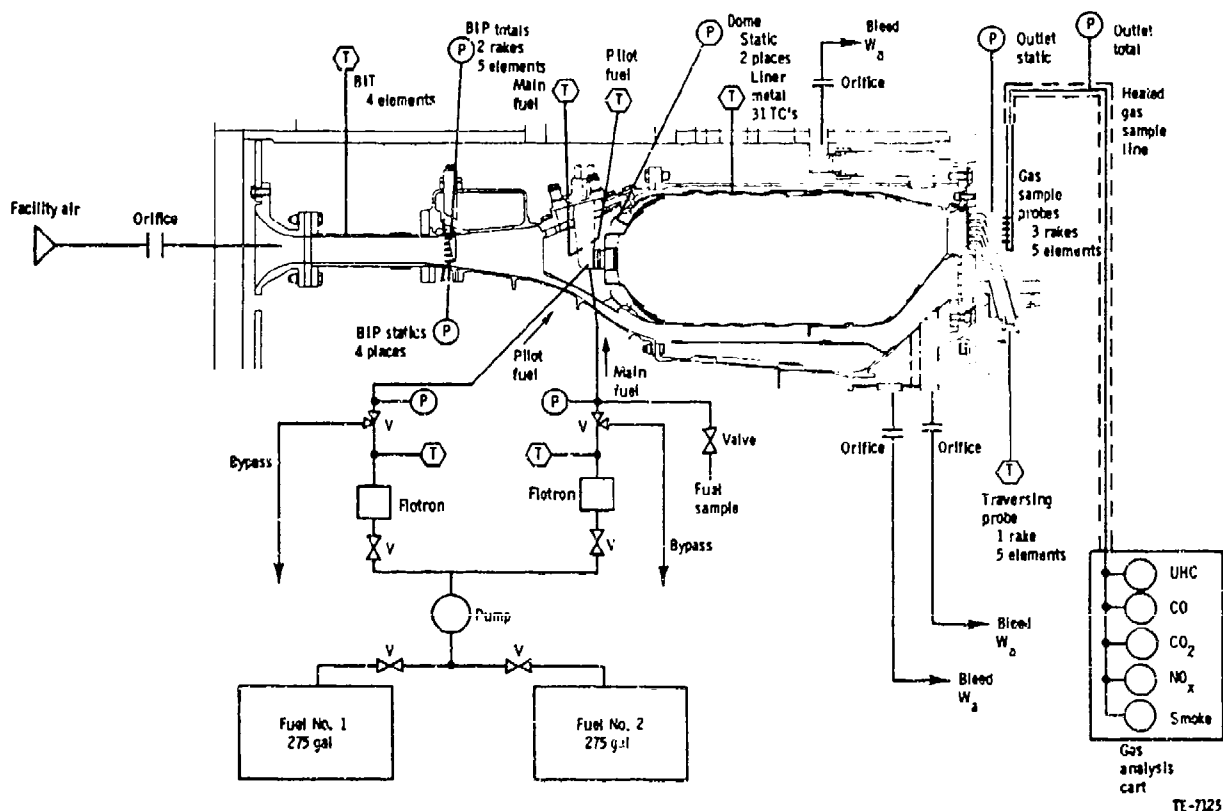 P
BIP totals
2 rakes
5 elements
T
BIT
4 elements
Main
fuel
T
Pilot
fuel
T
P
Dome
Static
2 places
Liner
metal
31 TC's
T
Bleed
Wa
Orifice
P
Outlet
static
P
Outlet
total
Heated
gas
sample
line
Gas
sample
probes
3 rakes
5 elements
Facility air
Orifice
BIP statics
4 places
P
Pilot
fuel
Main
fuel
P
V
P
V
Valve
Fuel
sample
Bypass
T
T
Flotron
Flotron
Bypass
V
V
Orifice
Orifice
T
Traversing
probe
1 rake
5 elements
Bleed
Wa
Bleed
Wa
Pump
V
V
Fuel No. 1
275 gal
Fuel No. 2
275 gal
UHC
CO
CO2
NOx
Smoke
Gas
analysis
cart
TE-7125